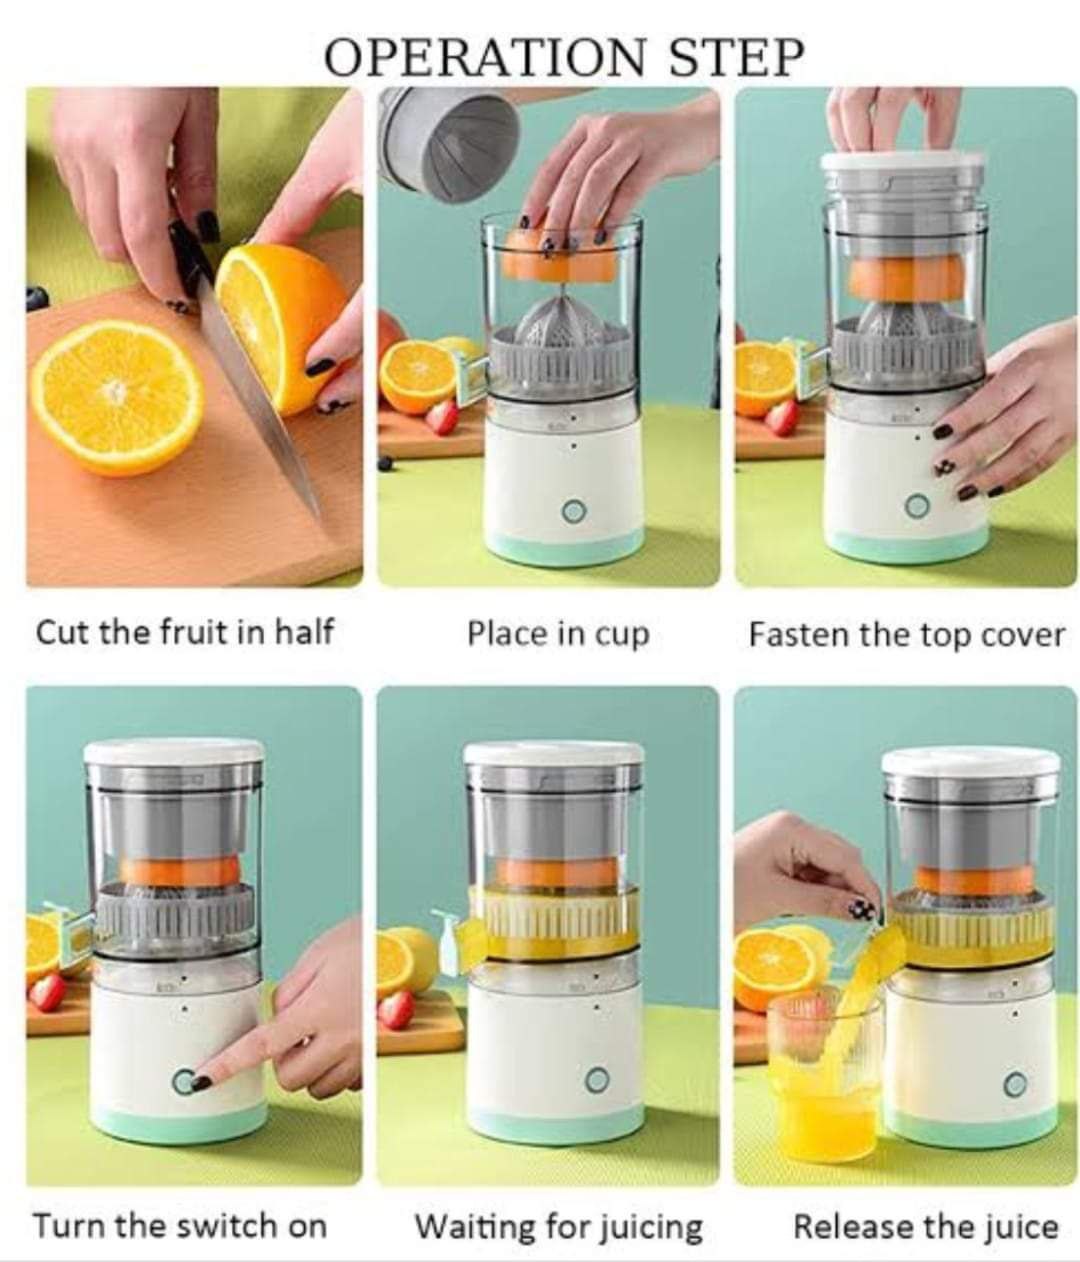 OPERATION STEP
Cut the fruit in half
Place in cup
Fasten the top cover
Turn the switch on
Waiting for juicing
Release the juice